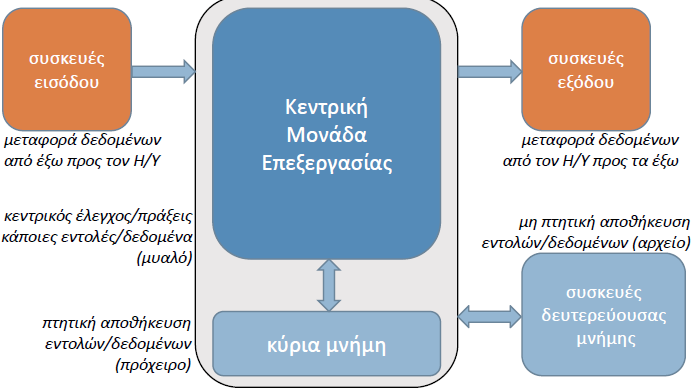 συσκευές
εισόδου
μεταφορά δεδομένων
από έξω προς τον Η/Υ
Κεντρική
Μονάδα
Επεξεργασίας
συσκευές
εξόδου
μεταφορά δεδομένων
από τον Η/Υ προς τα έξω
κεντρικός έλεγχος/πράξεις
κάποιες εντολές/δεδομένα
(μυαλό)
μη πτητική αποθήκευση
εντολών/δεδομένων (αρχείο)
πτητική αποθήκευση
εντολών/δεδομένων
(πρόχειρο)
κύρια μνήμη
συσκευές
δευτερεύουσας
μνήμης